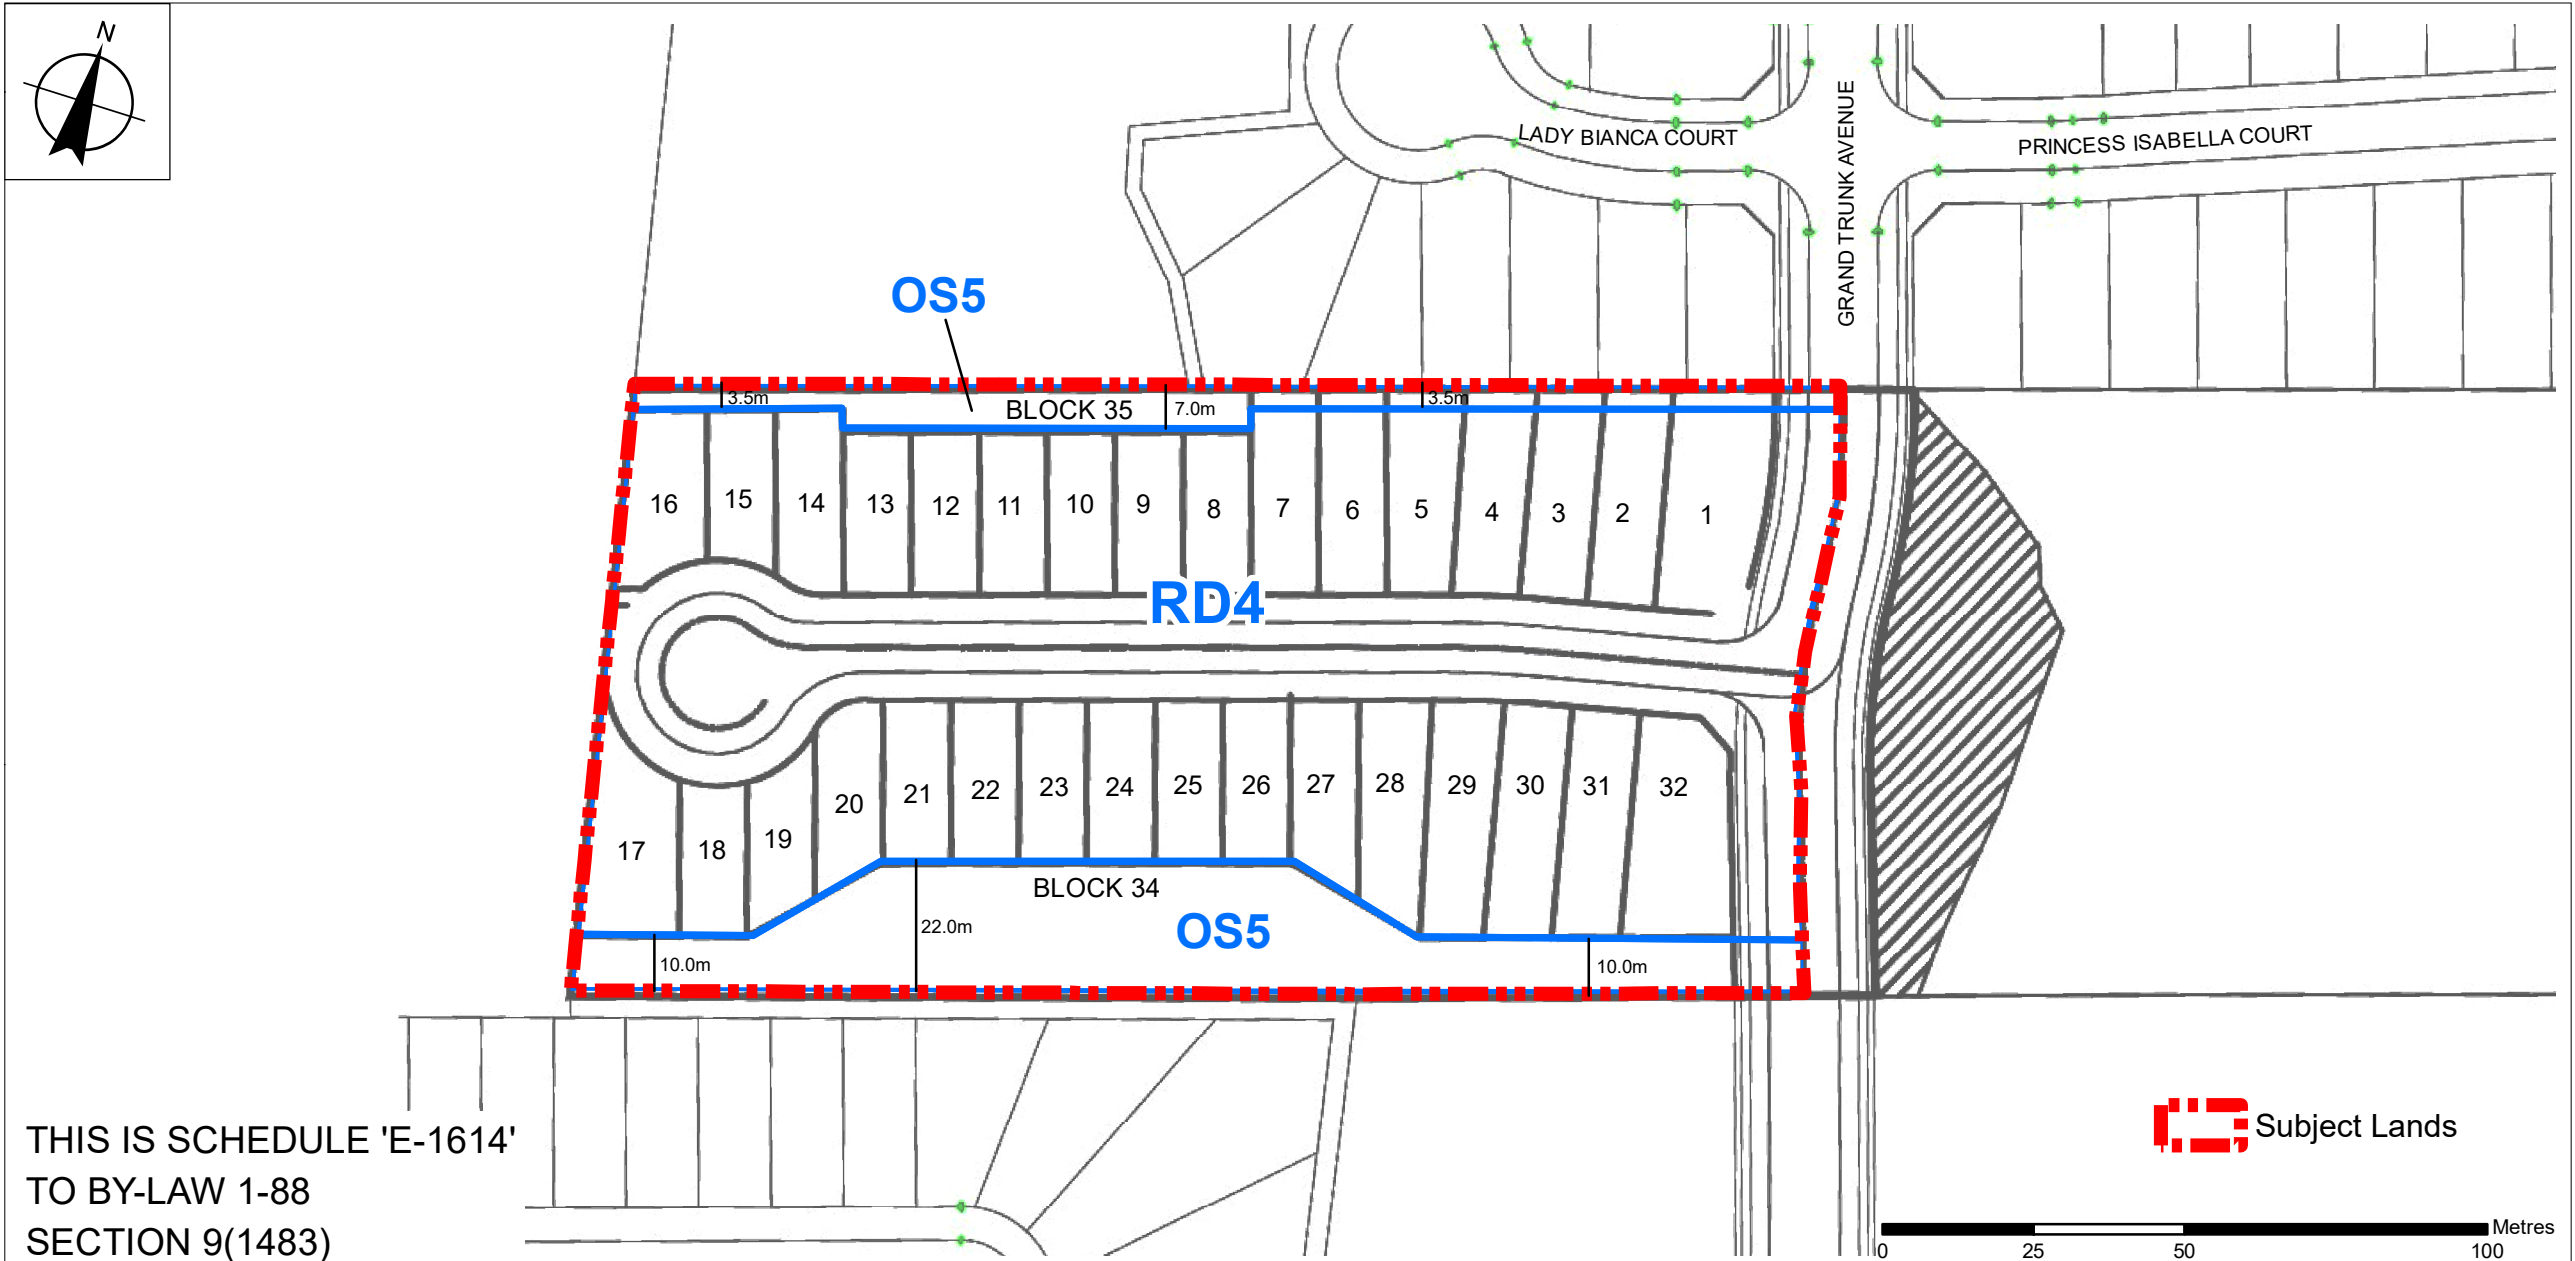 N
LADY BIANCA COURT
GRAND TRUNK AVENUE
PRINCESS ISABELLA COURT
OS5
3.5m
BLOCK 35
7.0m
3.5m
16
15
14
13
12
11
10
9
8
7
6
5
4
3
2
1
RD4
17
18
19
20
21
22
23
24
25
26
27
28
29
30
31
32
BLOCK 34
OS5
22.0m
10.0m
10.0m
Subject Lands
THIS IS SCHEDULE 'E-1614'
TO BY-LAW 1-88
SECTION 9(1483)
Metres
0
25
50
100